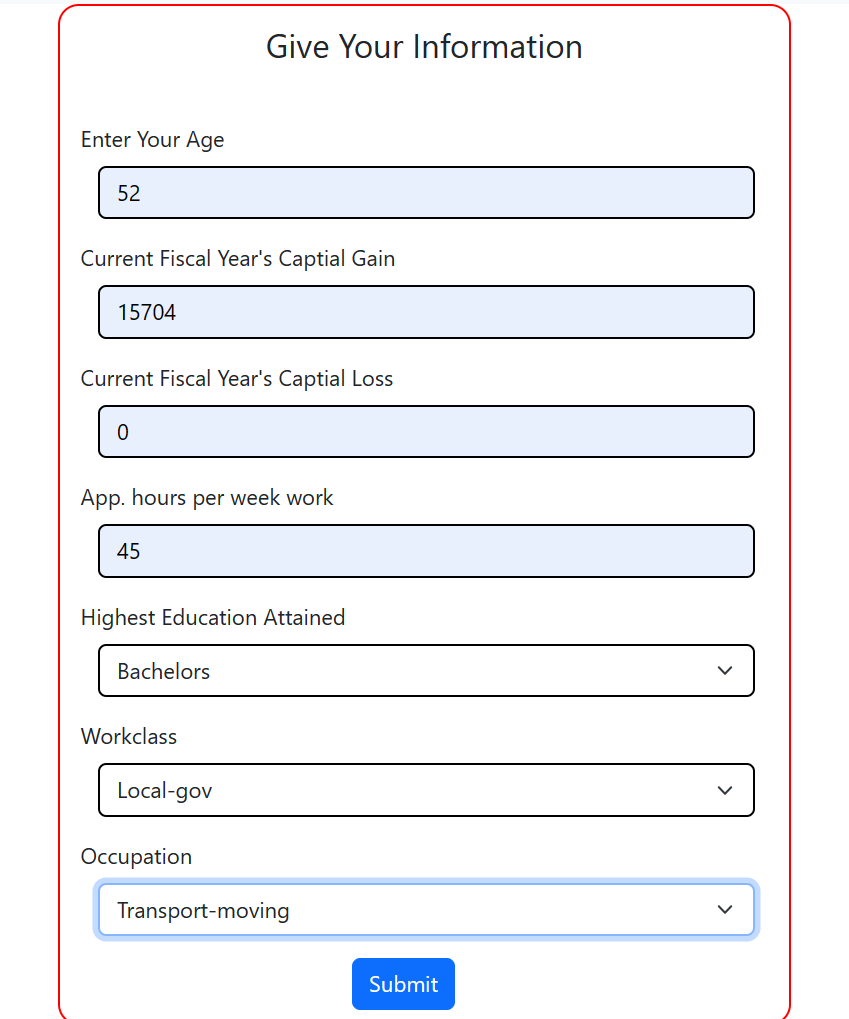 Give Your Information
Enter Your Age
52
Current Fiscal Year's Captial Gain
15704
Current Fiscal Year's Captial Loss
0
App. hours per week work
45
Highest Education Attained
Bachelors
Workclass
Local-gov
Occupation
Transport-moving
Submit